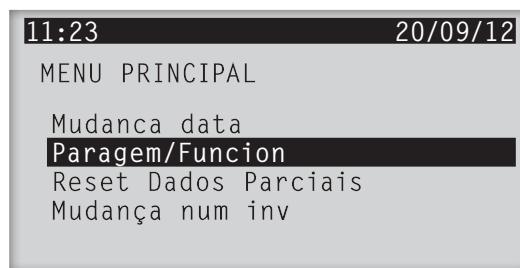 11:23 20/09/12
MENU PRINCIPAL
Mudanca data
Paragem/Funcion
Reset Dados Parciais
Mudança num inv